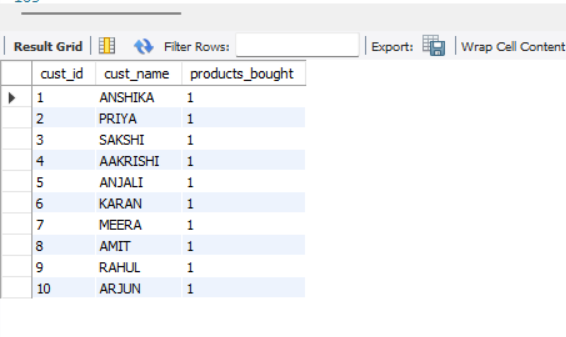 Result Grid Filter Rows: Export: Wrap Cell Content
cust_id cust_name products_bought
1 ANSHIKA 1
2 PRIYA 1
3 SAKSHI 1
4 AAKRISHI 1
5 ANJALI 1
6 KARAN 1
7 MEERA 1
8 AMIT 1
9 RAHUL 1
10 ARJUN 1